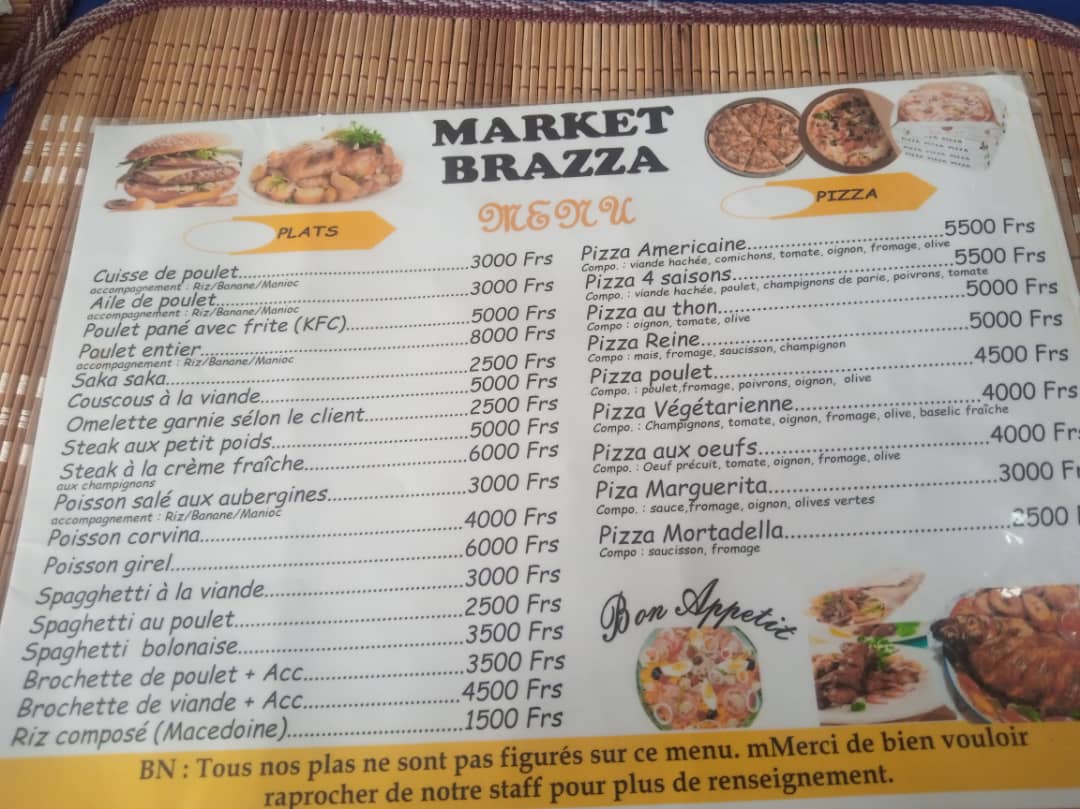 MARKET
BRAZZA
MENU
PLATS
Cuisse de poulet........................................3000 Frs
accompagnement : Riz/Banane/Manioc
Aile de poulet............................................3000 Frs
accompagnement : Riz/Banane/Manioc
Poulet pané avec frite (KFC)....................5000 Frs
Poulet entier.............................................8000 Frs
accompagnement : Riz/Banane/Manioc
Saka saka...................................................2500 Frs
Couscous à la viande..................................5000 Frs
Omelette garnie sélon le client..................2500 Frs
Steak aux petit poids.................................5000 Frs
Steak à la crème fraîche...........................6000 Frs
aux champignons
Poisson salé aux aubergines.......................3000 Frs
accompagnement : Riz/Banane/Manioc
Poisson corvina...........................................4000 Frs
Poisson girel................................................6000 Frs
Spagghetti à la viande................................3000 Frs
Spaghetti au poulet....................................2500 Frs
Spaghetti bolonaise....................................3500 Frs
Brochette de poulet + Acc..........................3500 Frs
Brochette de viande + Acc..........................4500 Frs
Riz composé (Macedoine)............................1500 Frs
PIZZA
Pizza Americaine...............................5500 Frs
Compo. : viande hachée, cornichons, tomate, oignon, fromage, olive
Pizza 4 saisons..................................5500 Frs
Compo. : viande hachée, poulet, champignons de parie, poivrons, tomate
Pizza au thon.....................................5000 Frs
Compo : oignon, tomate, olive
Pizza Reine........................................5000 Frs
Compo : mais, fromage, saucisson, champignon
Pizza poulet.......................................4500 Frs
Compo. : poulet,fromage, poivrons, oignon, olive
Pizza Végétarienne............................4000 Frs
Compo. : Champignons, tomate, oignon, fromage, olive, baselic fraîche
Pizza aux oeufs..................................4000 Frs
Compo. : Oeuf précuit, tomate, oignon, fromage, olive
Piza Marguerita.................................3000 F
Compo. : sauce,fromage, oignon, olives vertes
Pizza Mortadella................................2500
Compo : saucisson, fromage
Bon Appetit
BN : Tous nos plas ne sont pas figurés sur ce menu. mMerci de bien vouloir
raprocher de notre staff pour plus de renseignement.